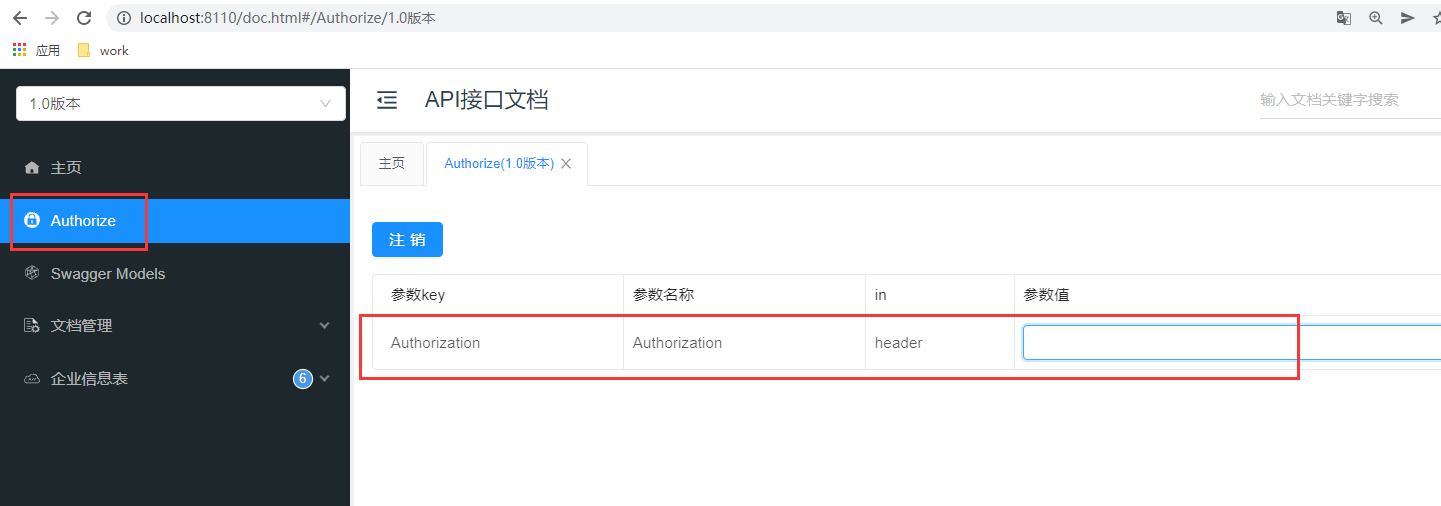 localhost:8110/doc.html#/Authorize/1.0版本
应用 work
1.0版本
API接口文档
输入文档关键字搜索
主页
Authorize
Swagger Models
文档管理
企业信息表 6
主页 Authorize(1.0版本)
注 销
参数key 参数名称 in 参数值
Authorization Authorization header